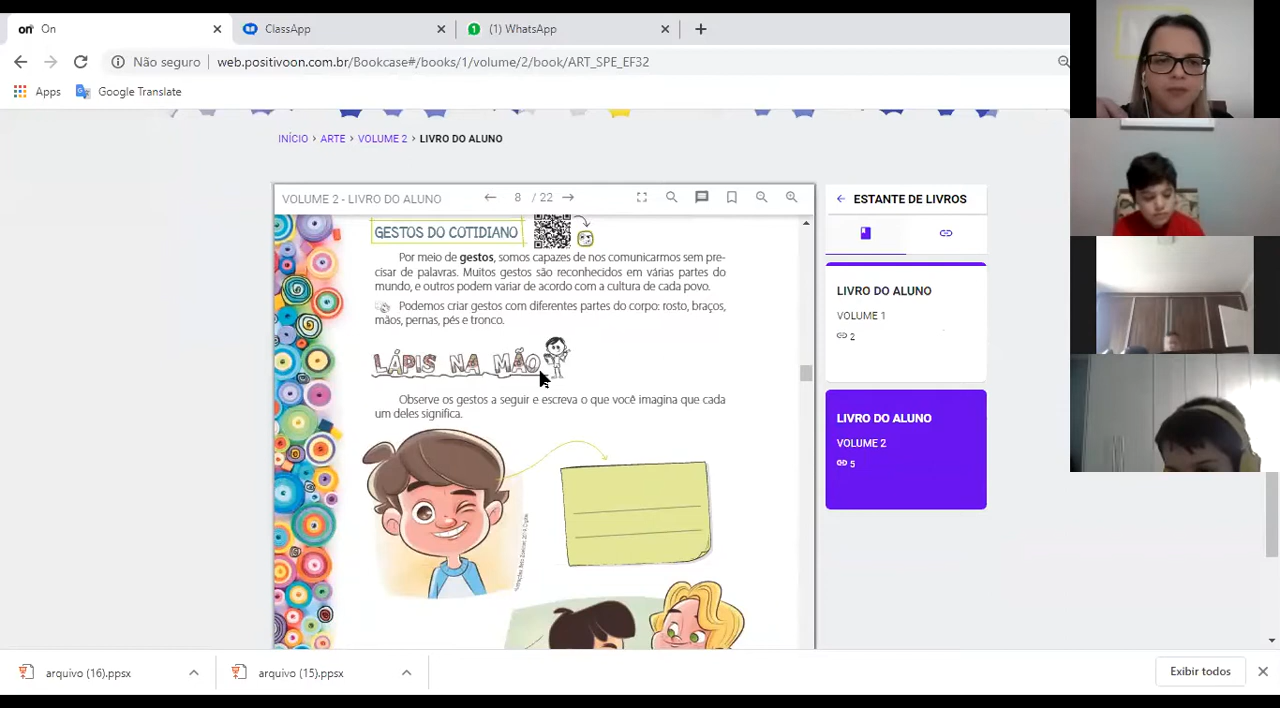 on On
ClassApp
(1) WhatsApp
Não seguro
web.positivoon.com.br/Bookcase#/books/1/volume/2/book/ART_SPE_EF32
Apps
Google Translate
INÍCIO > ARTE > VOLUME 2 > LIVRO DO ALUNO
VOLUME 2 - LIVRO DO ALUNO
8 / 22
ESTANTE DE LIVROS
GESTOS DO COTIDIANO
Por meio de gestos, somos capazes de nos comunicarmos sem pre-
cisar de palavras. Muitos gestos são reconhecidos em várias partes do
mundo, e outros podem variar de acordo com a cultura de cada povo.
Podemos criar gestos com diferentes partes do corpo: rosto, braços,
mãos, pernas, pés e tronco.
LÁPIS NA MÃO
Observe os gestos a seguir e escreva o que você imagina que cada
um deles significa.
LIVRO DO ALUNO
VOLUME 1
2
LIVRO DO ALUNO
VOLUME 2
5
arquivo (16).ppsx
arquivo (15).ppsx
Exibir todos